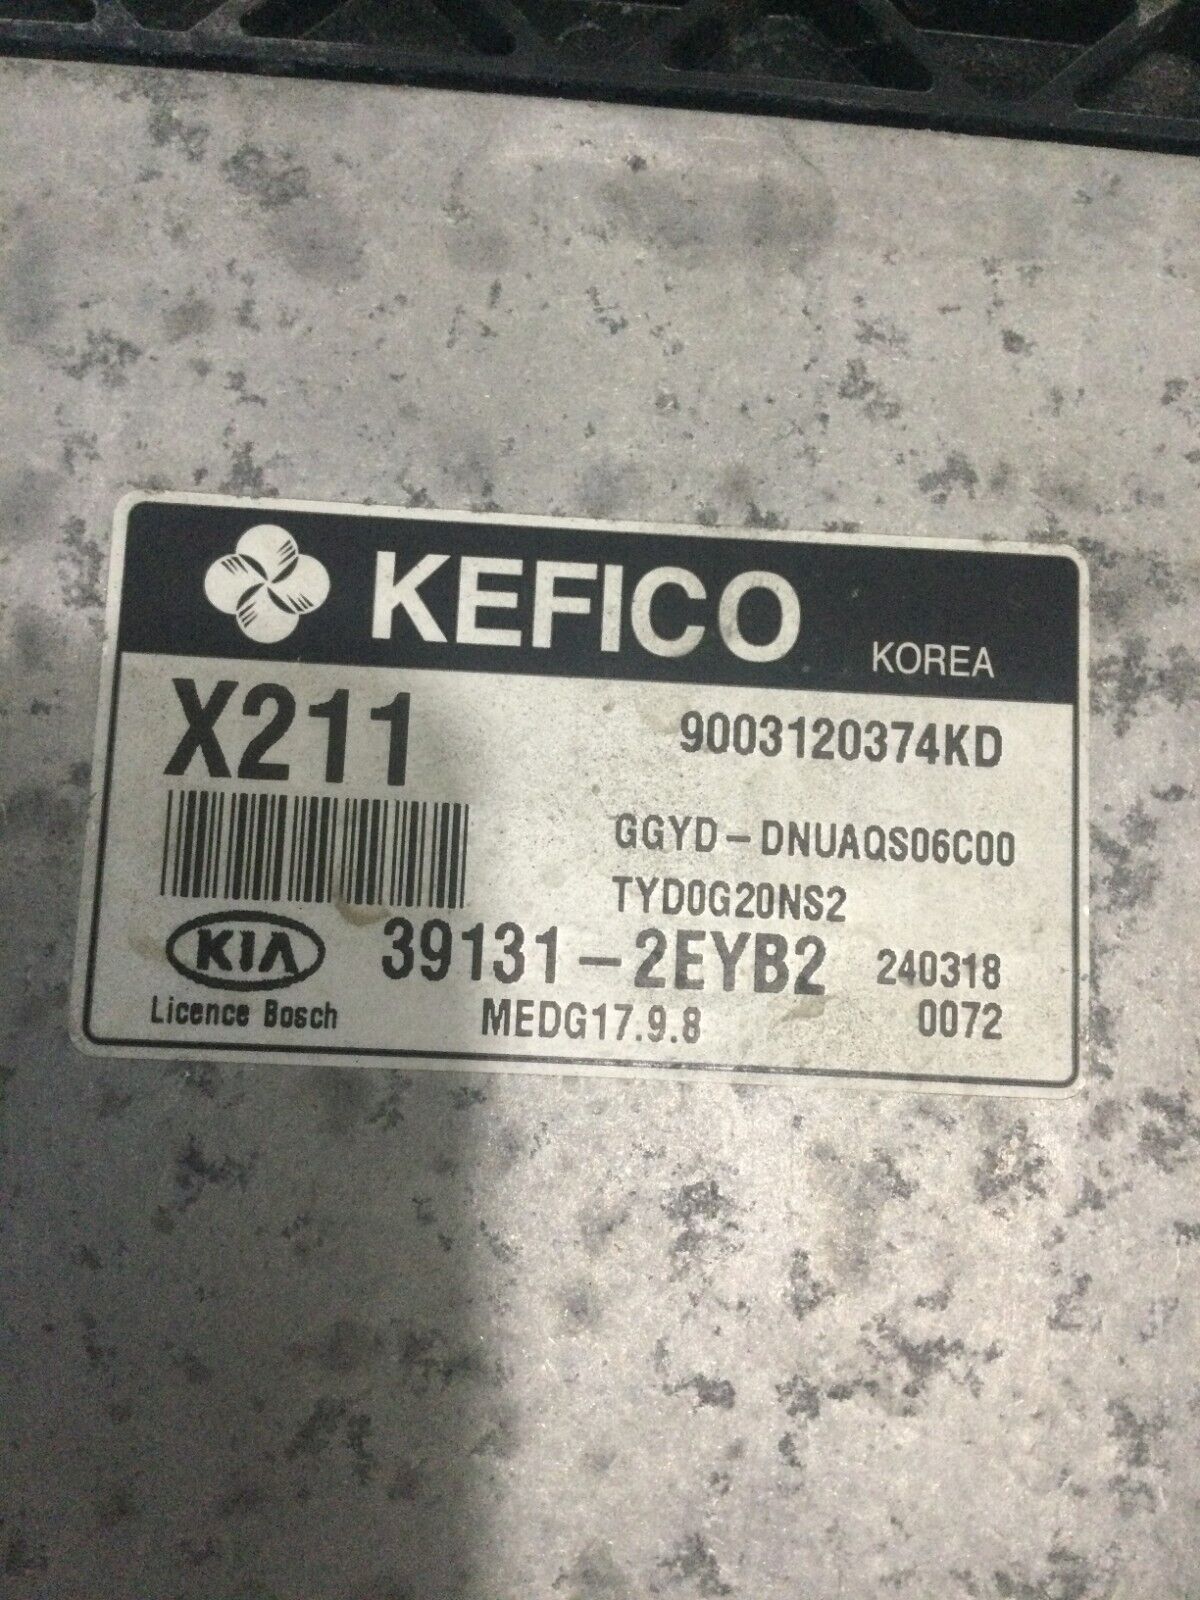 KEFICO KOREA
X211 9003120374KD
GGYD-DNUAQS06C00
TYD0G20NS2
KIA 39131-2EYB2 240318
Licence Bosch MEDG17.9.8 0072